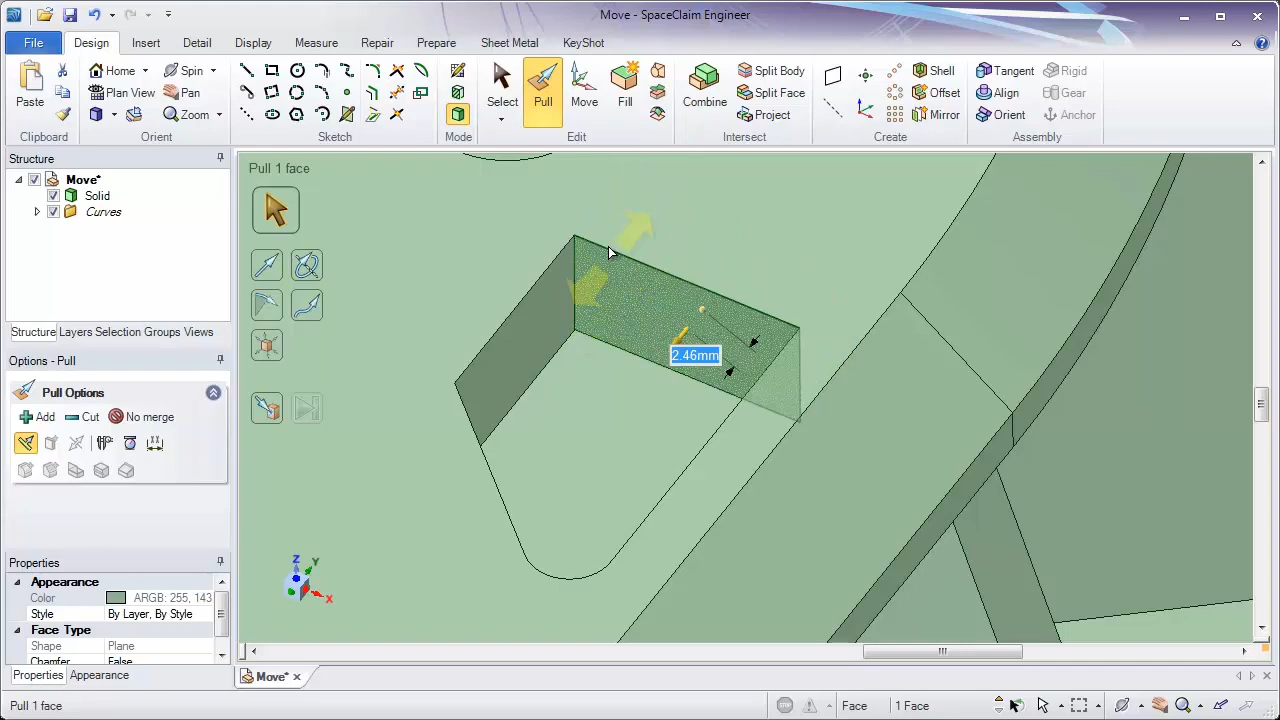 Move - SpaceClaim Engineer
File Design Insert Detail Display Measure Repair Prepare Sheet Metal KeyShot
Paste
Home
Plan View
Spin
Pan
Zoom
Select
Pull
Move
Fill
Combine
Split Body
Split Face
Project
Shell
Offset
Mirror
Tangent
Align
Orient
Rigid
Gear
Anchor
Clipboard Orient Sketch Mode Edit Intersect Create Assembly
Structure
Move*
Solid
Curves
Structure Layers Selection Groups Views
Options - Pull
Pull Options
Add Cut No merge
Properties
Appearance
Color ARGB: 255, 143
Style By Layer, By Style
Face Type
Shape Plane
Chamfer False
Properties Appearance
Pull 1 face
2.46mm
Z
Y
X
Move*
Pull 1 face
Face 1 Face